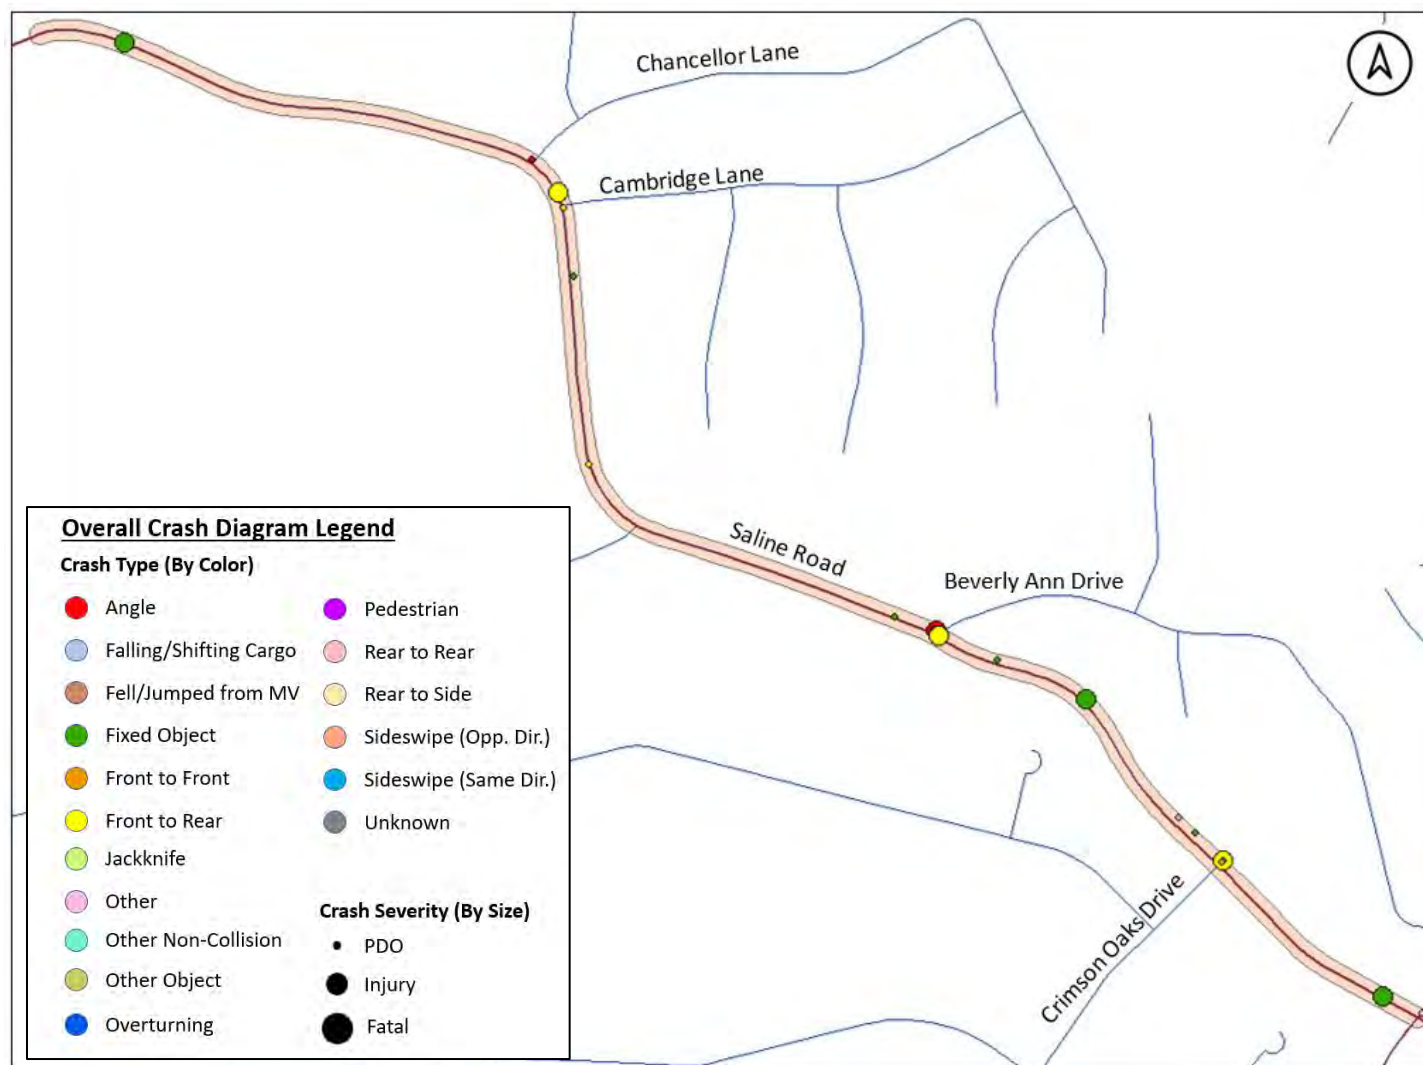 Chancellor Lane
Cambridge Lane
Saline Road
Beverly Ann Drive
Crimson Oaks Drive
Overall Crash Diagram Legend
Crash Type (By Color)
Angle
Falling/Shifting Cargo
Fell/Jumped from MV
Fixed Object
Front to Front
Front to Rear
Jackknife
Other
Other Non-Collision
Other Object
Overturning
Pedestrian
Rear to Rear
Rear to Side
Sideswipe (Opp. Dir.)
Sideswipe (Same Dir.)
Unknown
Crash Severity (By Size)
PDO
Injury
Fatal